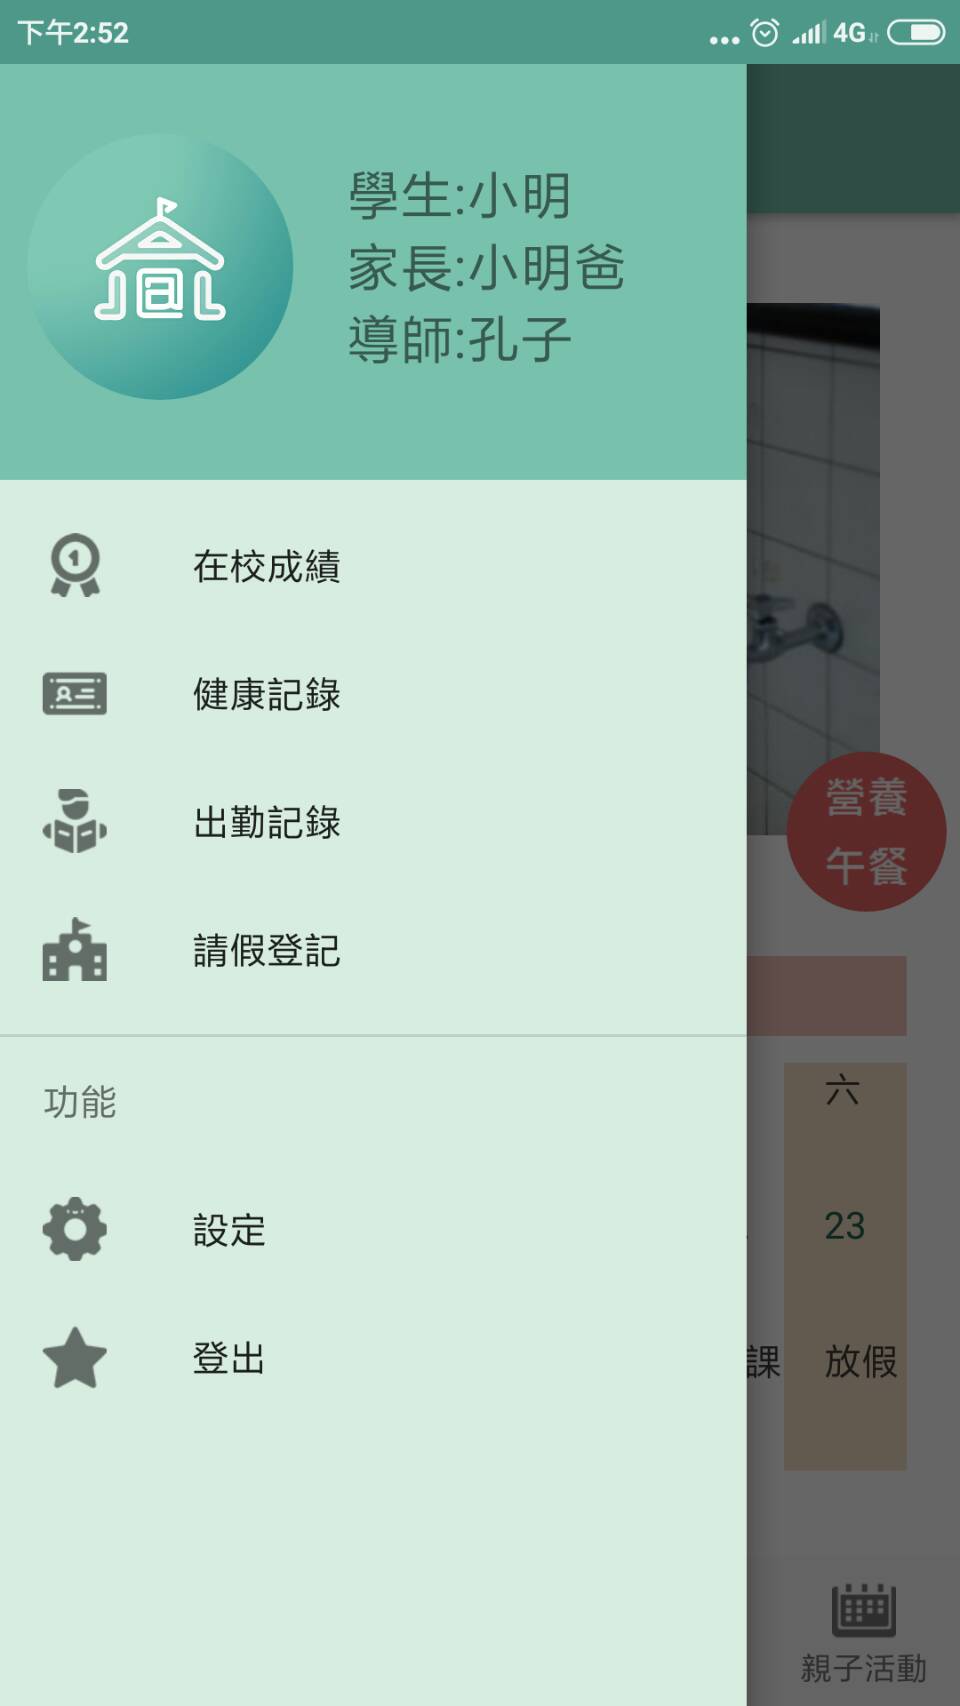 下午2:52
4G
學生:小明
家長:小明爸
導師:孔子
在校成績
健康記錄
出勤記錄
請假登記
功能
設定
登出
營養
午餐
六
23
課 放假
親子活動